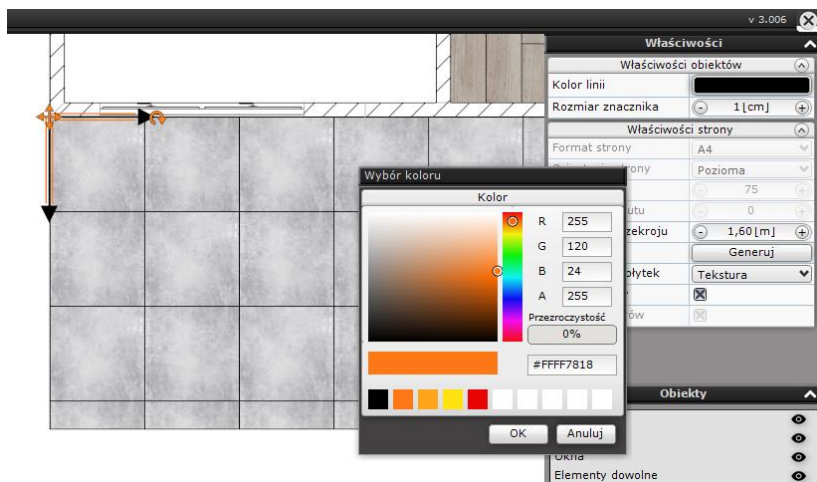 v 3.006
Właściwości
Właściwości obiektów
Kolor linii
Rozmiar znacznika
1 [cm]
Właściwości strony
Format strony
A4
Pozioma
75
0
1,60 [m]
Generuj
Tekstura
Wybór koloru
Kolor
R 255
G 120
B 24
A 255
Przezroczystość
0%
#FFFF7818
OK
Anuluj
Obiekty
Okna
Elementy dowolne